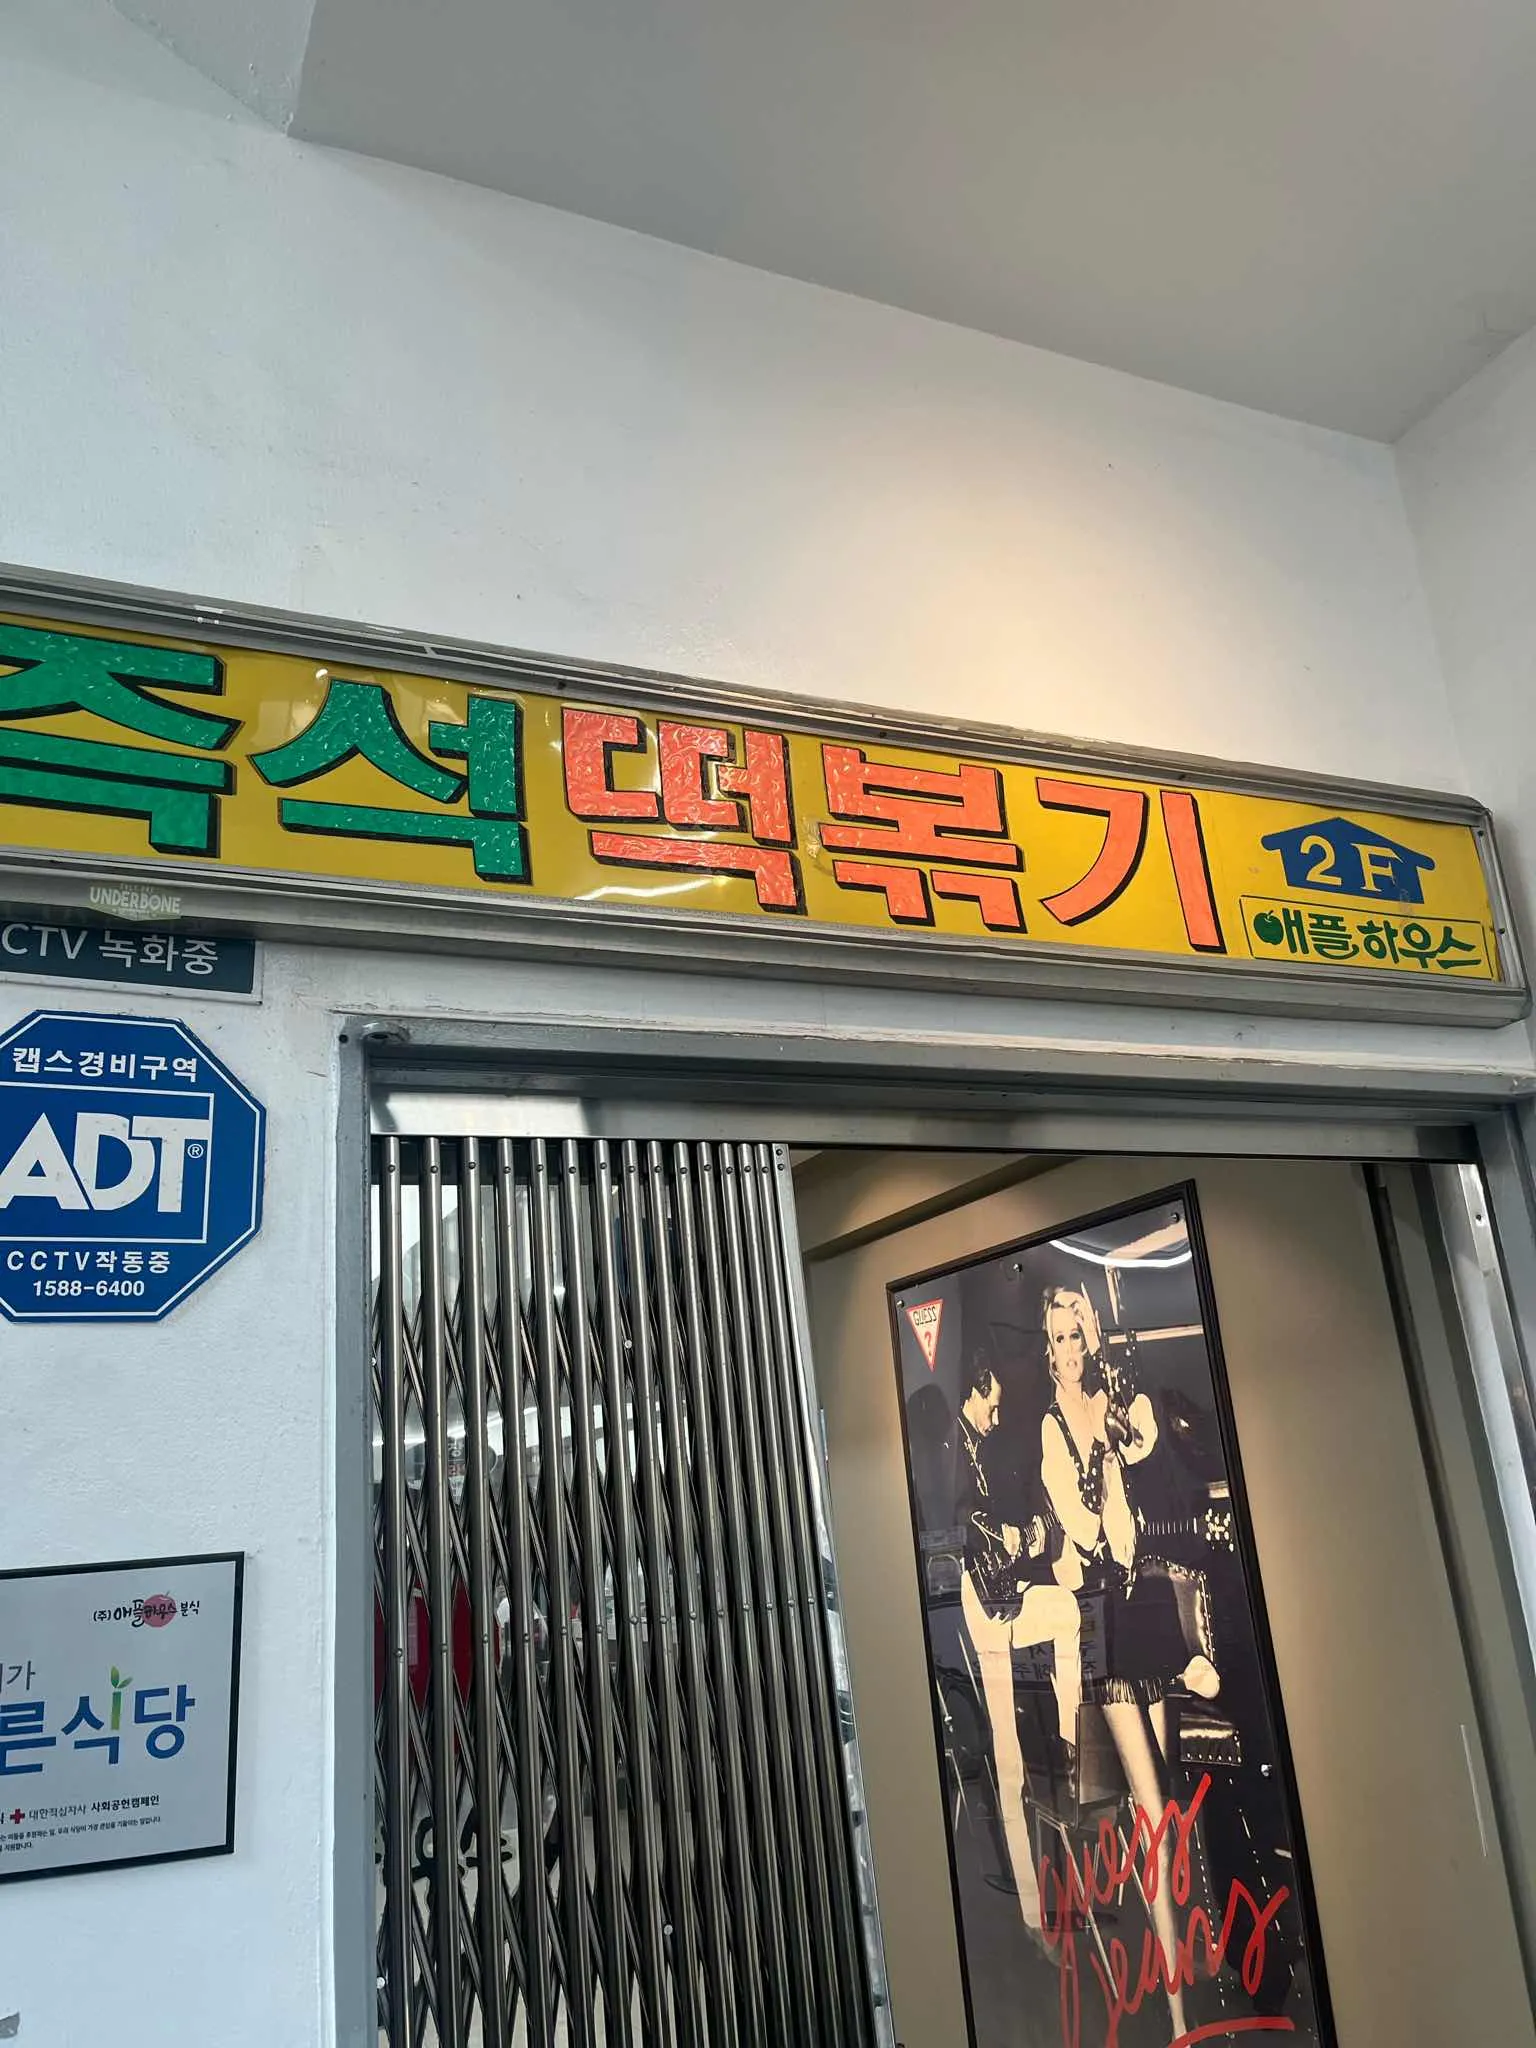 즉석떡볶기
2F
애플하우스
UNDERBONE
CCTV 녹화중
캡스경비구역
ADT®
CCTV작동중
1588-6400
GUESS
?
guess
jeans
(주)애플하우스분식
른식당
대한적십자사 사회공헌캠페인